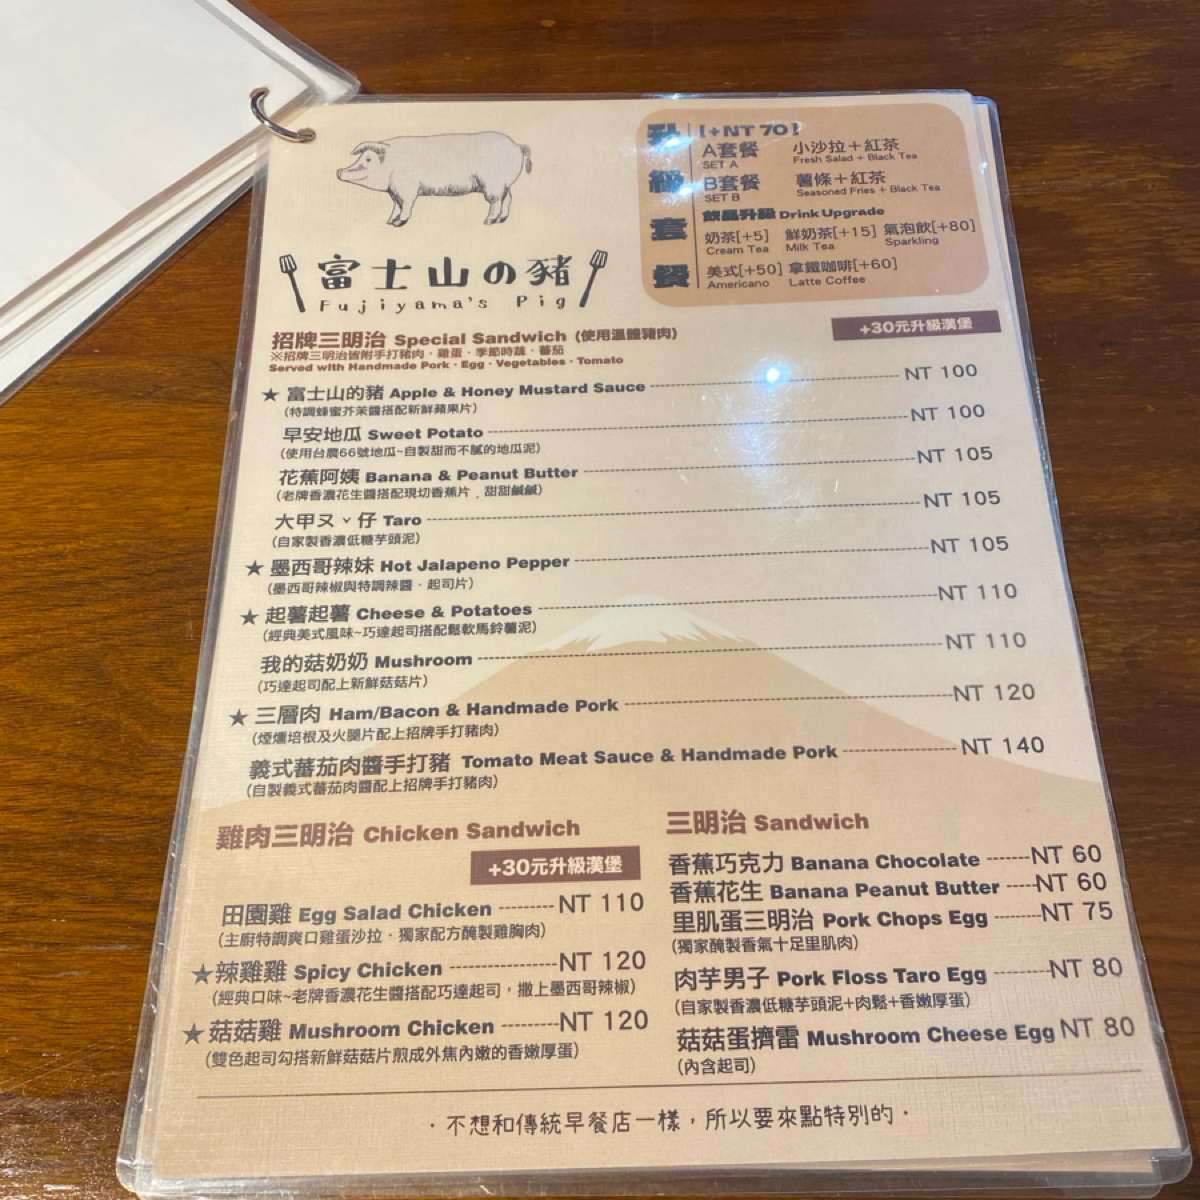 富士山の豬
Fujiyama's Pig
升級套餐
[+NT 70]
A套餐 小沙拉+紅茶
SET A Fresh Salad + Black Tea
B套餐 薯條+紅茶
SET B Seasoned Fries + Black Tea
飲品升級 Drink Upgrade
奶茶[+5] 鮮奶茶[+15] 氣泡飲[+80]
Cream Tea Milk Tea Sparkling
美式[+50] 拿鐵咖啡[+60]
Americano Latte Coffee
招牌三明治 Special Sandwich (使用溫體豬肉)
+30元升級漢堡
※招牌三明治皆附手打豬肉・雞蛋・季節時蔬・蕃茄
Served with Handmade Pork・Egg・Vegetables・Tomato
★ 富士山的豬 Apple & Honey Mustard Sauce NT 100
(特調蜂蜜芥茉醬搭配新鮮蘋果片)
早安地瓜 Sweet Potato NT 100
(使用台農66號地瓜~自製甜而不膩的地瓜泥)
花蕉阿姨 Banana & Peanut Butter NT 105
(老牌香濃花生醬搭配現切香蕉片﹐甜甜鹹鹹)
大甲ㄡˇ仔 Taro NT 105
(自家製香濃低糖芋頭泥)
★ 墨西哥辣妹 Hot Jalapeno Pepper NT 105
(墨西哥辣椒與特調辣醬・起司片)
★ 起薯起薯 Cheese & Potatoes NT 110
(經典美式風味~巧達起司搭配鬆軟馬鈴薯泥)
我的菇奶奶 Mushroom NT 110
(巧達起司配上新鮮菇菇片)
★ 三層肉 Ham/Bacon & Handmade Pork NT 120
(煙燻培根及火腿片配上招牌手打豬肉)
義式蕃茄肉醬手打豬 Tomato Meat Sauce & Handmade Pork NT 140
(自製義式蕃茄肉醬配上招牌手打豬肉)
雞肉三明治 Chicken Sandwich
+30元升級漢堡
田園雞 Egg Salad Chicken NT 110
(主廚特調爽口雞蛋沙拉・獨家配方醃製雞胸肉)
★ 辣雞雞 Spicy Chicken NT 120
(經典口味~老牌香濃花生醬搭配巧達起司，撒上墨西哥辣椒)
★ 菇菇雞 Mushroom Chicken NT 120
(雙色起司勾搭新鮮菇菇片煎成外焦內嫩的香嫩厚蛋)
三明治 Sandwich
香蕉巧克力 Banana Chocolate NT 60
香蕉花生 Banana Peanut Butter NT 60
里肌蛋三明治 Pork Chops Egg NT 75
(獨家醃製香氣十足里肌肉)
肉芋男子 Pork Floss Taro Egg NT 80
(自家製香濃低糖芋頭泥+肉鬆+香嫩厚蛋)
菇菇蛋擠雷 Mushroom Cheese Egg NT 80
(內含起司)
・不想和傳統早餐店一樣，所以要來點特別的・